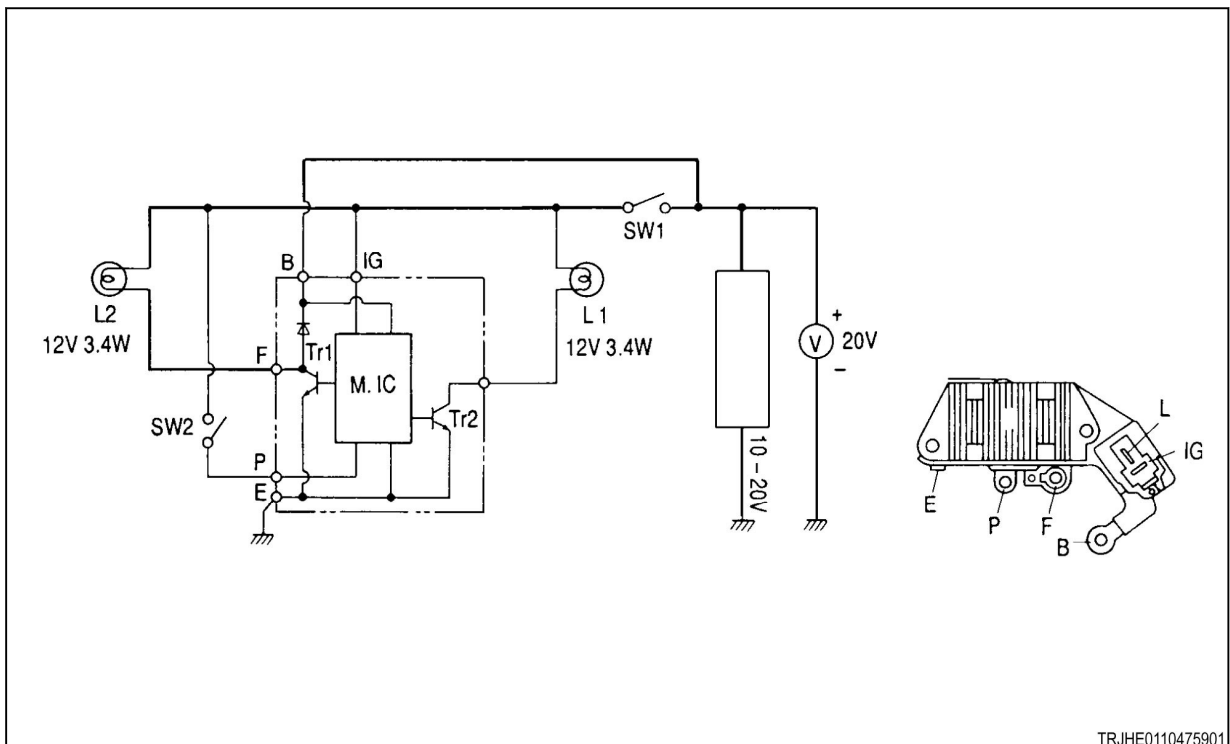 SW1
B
IG
L2
12V 3.4W
L 1
12V 3.4W
+
V
20V
−
F
Tr1
M. IC
Tr2
SW2
P
E
10 – 20V
L
IG
E
P
F
B
TRJHE0110475901